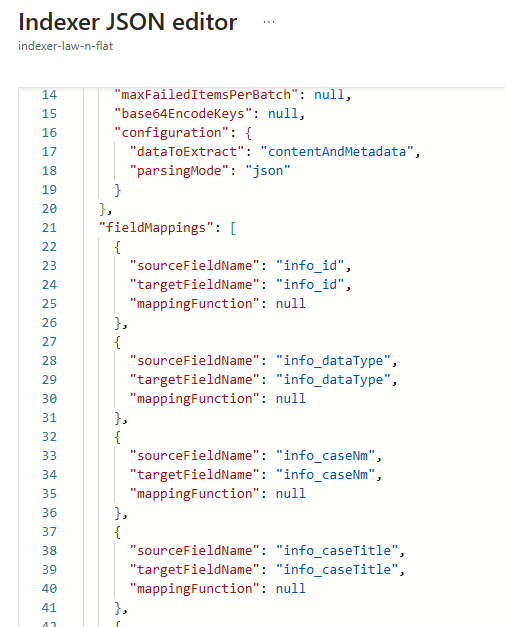 Indexer JSON editor ...
indexer-law-n-flat
14 "maxFailedItemsPerBatch": null,
15 "base64EncodeKeys": null,
16 "configuration": {
17 "dataToExtract": "contentAndMetadata",
18 "parsingMode": "json"
19 }
20 },
21 "fieldMappings": [
22 {
23 "sourceFieldName": "info_id",
24 "targetFieldName": "info_id",
25 "mappingFunction": null
26 },
27 {
28 "sourceFieldName": "info_dataType",
29 "targetFieldName": "info_dataType",
30 "mappingFunction": null
31 },
32 {
33 "sourceFieldName": "info_caseNm",
34 "targetFieldName": "info_caseNm",
35 "mappingFunction": null
36 },
37 {
38 "sourceFieldName": "info_caseTitle",
39 "targetFieldName": "info_caseTitle",
40 "mappingFunction": null
41 },
42 {